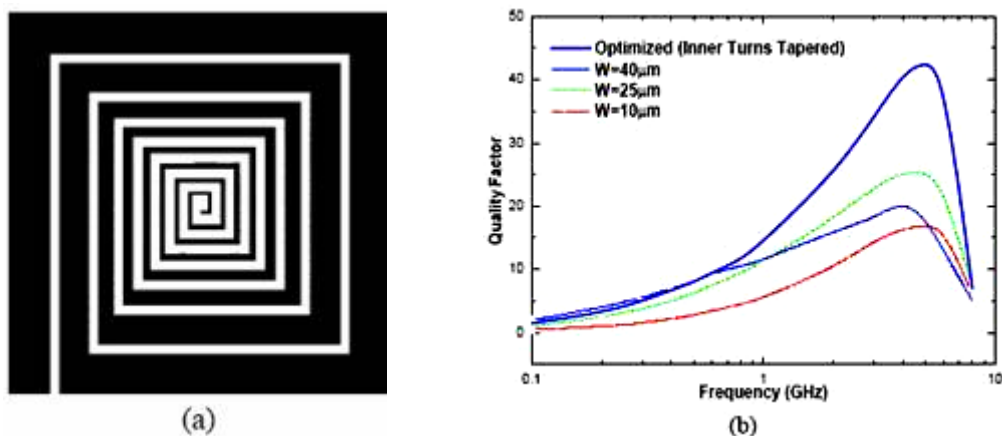 50
40
30
20
10
0
Quality Factor
Optimized (Inner Turns Tapered)
W=40μm
W=25μm
W=10μm
0.1
1
10
Frequency (GHz)
(a)
(b)